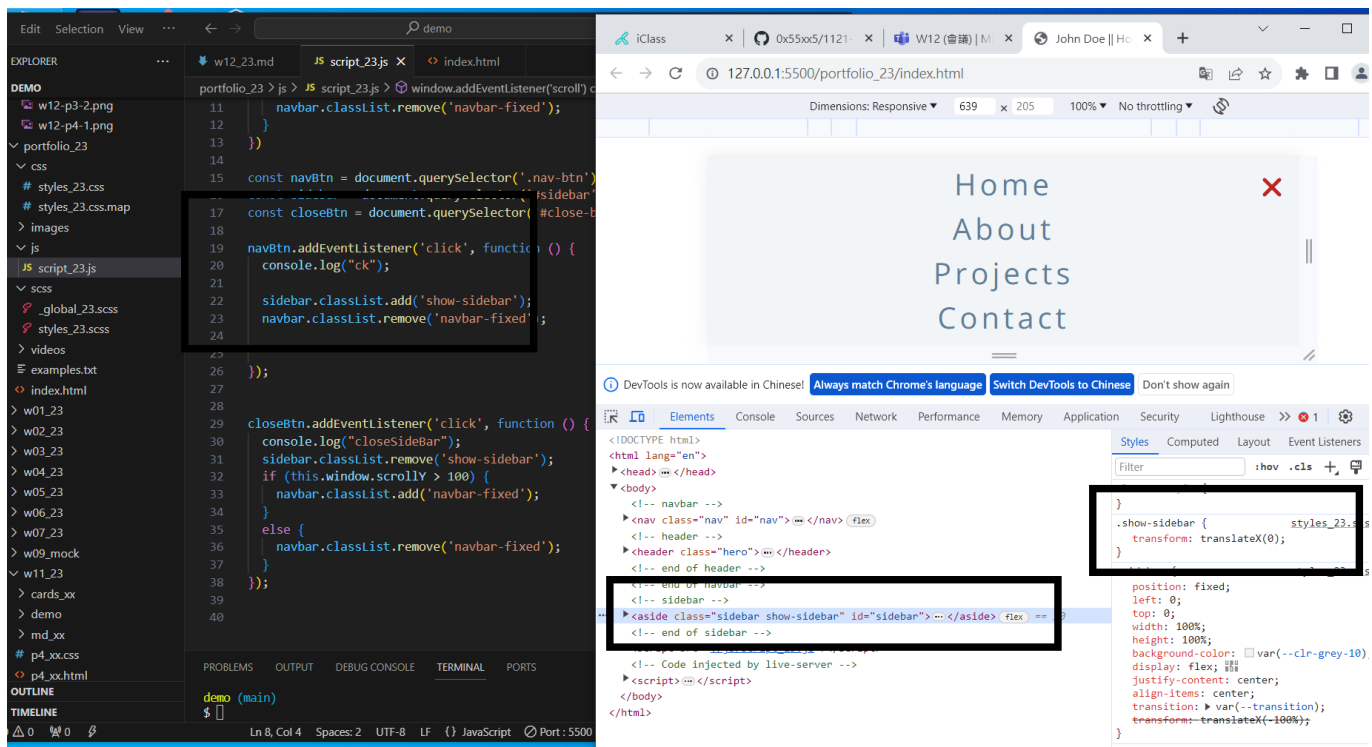 Edit Selection View ··· ← → demo
EXPLORER ···
DEMO
w12-p3-2.png
w12-p4-1.png
portfolio_23
css
# styles_23.css
# styles_23.css.map
images
js
JS script_23.js
scss
_global_23.scss
styles_23.scss
videos
examples.txt
index.html
w01_23
w02_23
w03_23
w04_23
w05_23
w06_23
w07_23
w09_mock
w11_23
cards_xx
demo
md_xx
# p4_xx.css
p4_xx.html
OUTLINE
TIMELINE
w12_23.md JS script_23.js × index.html
portfolio_23 > js > JS script_23.js > window.addEventListener('scroll') c
11 navbar.classList.remove('navbar-fixed');
12 }
13 })
14
15 const navBtn = document.querySelector('.nav-btn')
17 const closeBtn = document.querySelector( #close-b
18
19 navBtn.addEventListener('click', function () {
20 console.log("ck");
21
22 sidebar.classList.add('show-sidebar');
23 navbar.classList.remove('navbar-fixed');
24
25
26 });
27
28
29 closeBtn.addEventListener('click', function () {
30 console.log("closeSideBar");
31 sidebar.classList.remove('show-sidebar');
32 if (this.window.scrollY > 100) {
33 navbar.classList.add('navbar-fixed');
34 }
35 else {
36 navbar.classList.remove('navbar-fixed');
37 }
38 });
39
40
PROBLEMS OUTPUT DEBUG CONSOLE TERMINAL PORTS
demo (main)
$
0 0 Ln 8, Col 4 Spaces: 2 UTF-8 LF {} JavaScript Port : 5500
iClass × 0x55xx5/1121- × W12 (會議) | M × John Doe || Ho × +
127.0.0.1:5500/portfolio_23/index.html
Dimensions: Responsive ▼ 639 × 205 100% ▼ No throttling ▼
Home
About
Projects
Contact
DevTools is now available in Chinese! Always match Chrome's language Switch DevTools to Chinese Don't show again
Elements Console Sources Network Performance Memory Application Security Lighthouse >> 1
<!DOCTYPE html>
<html lang="en">
<head> ··· </head>
<body>
<!-- navbar -->
<nav class="nav" id="nav"> ··· </nav> flex
<!-- header -->
<header class="hero"> ··· </header>
<!-- end of header -->
<!-- end of navbar -->
<!-- sidebar -->
<aside class="sidebar show-sidebar" id="sidebar"> ··· </aside> flex ==
<!-- end of sidebar -->
<!-- Code injected by live-server -->
<script> ··· </script>
</body>
</html>
Styles Computed Layout Event Listeners
Filter :hov .cls +
}
.show-sidebar {
transform: translateX(0);
}
position: fixed;
left: 0;
top: 0;
width: 100%;
height: 100%;
background-color: var(--clr-grey-10);
display: flex;
justify-content: center;
align-items: center;
transition: var(--transition);
transform: translateX(-100%);
}